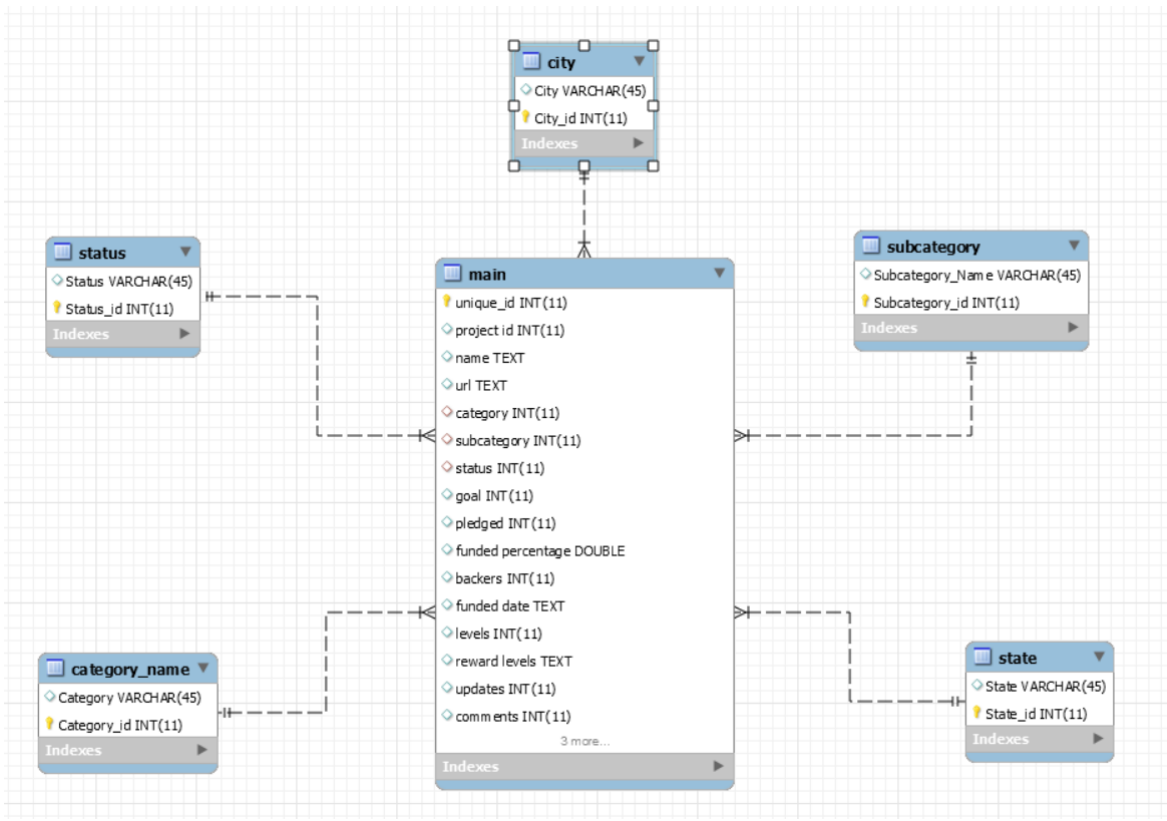 city
City VARCHAR(45)
City_id INT(11)
Indexes
status
Status VARCHAR(45)
Status_id INT(11)
Indexes
subcategory
Subcategory_Name VARCHAR(45)
Subcategory_id INT(11)
Indexes
main
unique_id INT(11)
project id INT(11)
name TEXT
url TEXT
category INT(11)
subcategory INT(11)
status INT(11)
goal INT(11)
pledged INT(11)
funded percentage DOUBLE
backers INT(11)
funded date TEXT
levels INT(11)
reward levels TEXT
updates INT(11)
comments INT(11)
3 more...
Indexes
category_name
Category VARCHAR(45)
Category_id INT(11)
Indexes
state
State VARCHAR(45)
State_id INT(11)
Indexes